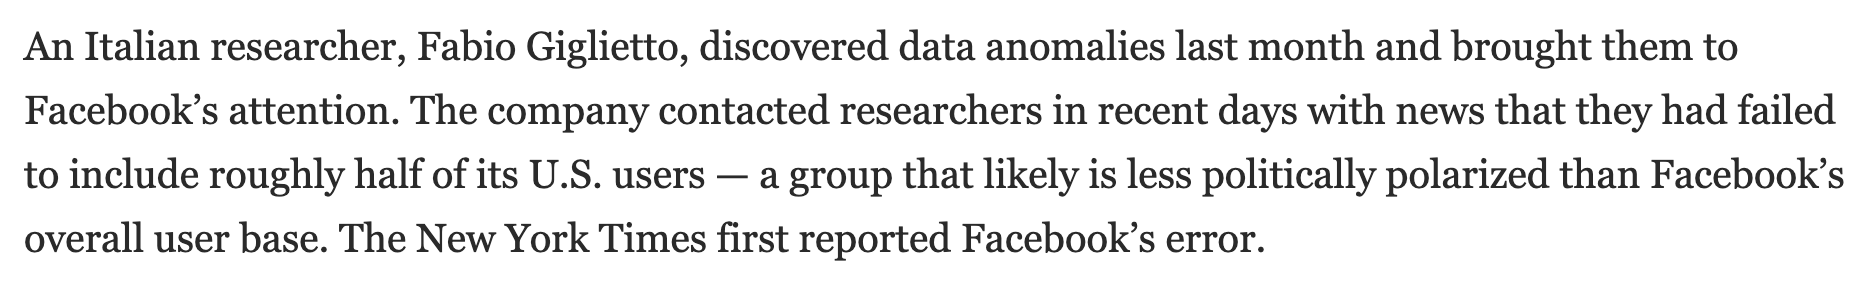 An Italian researcher, Fabio Giglietto, discovered data anomalies last month and brought them to
Facebook’s attention. The company contacted researchers in recent days with news that they had failed
to include roughly half of its U.S. users — a group that likely is less politically polarized than Facebook’s
overall user base. The New York Times first reported Facebook’s error.